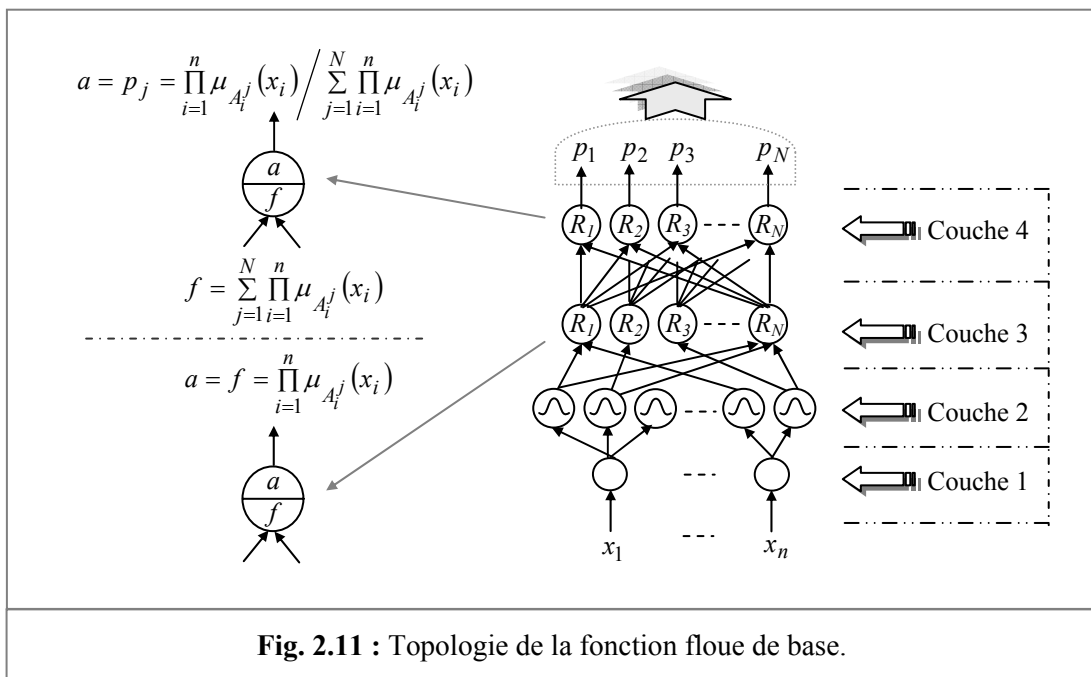 a = p_j = ∏_{i=1}^{n} μ_{A_i^j}(x_i) / ∑_{j=1}^{N} ∏_{i=1}^{n} μ_{A_i^j}(x_i)
a
f
f = ∑_{j=1}^{N} ∏_{i=1}^{n} μ_{A_i^j}(x_i)
a = f = ∏_{i=1}^{n} μ_{A_i^j}(x_i)
a
f
p_1 p_2 p_3 p_N
R_1 R_2 R_3 --- R_N
Couche 4
R_1 R_2 R_3 --- R_N
Couche 3
---
Couche 2
---
Couche 1
x_1 --- x_n
Fig. 2.11 : Topologie de la fonction floue de base.